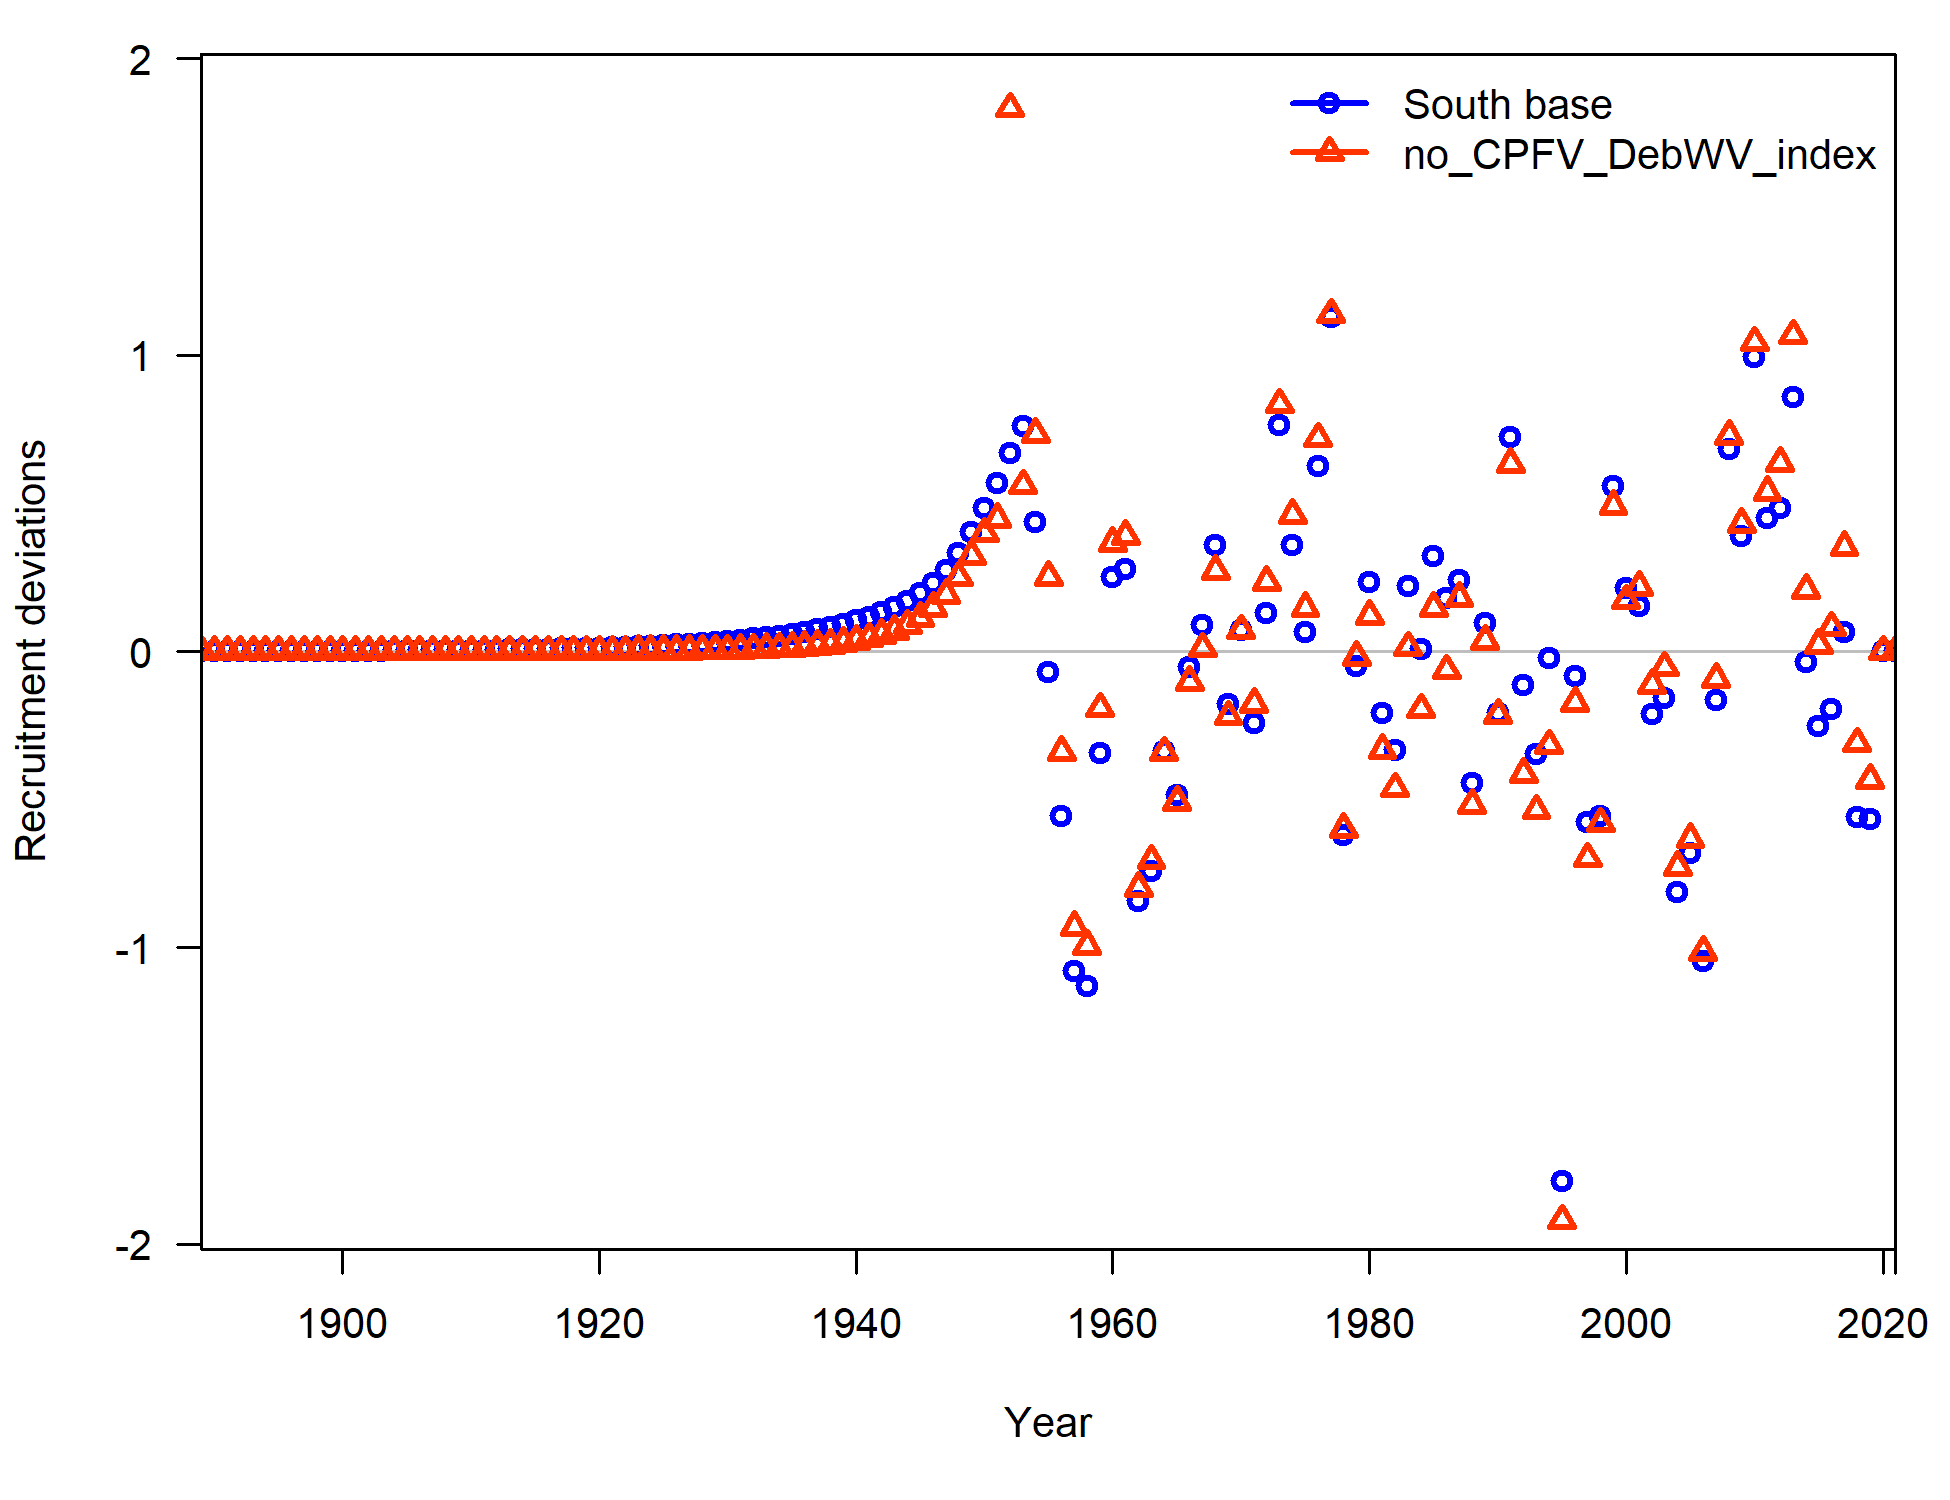 2
1
0
-1
-2
Recruitment deviations
South base
no_CPFV_DebWV_index
1900 1920 1940 1960 1980 2000 2020
Year